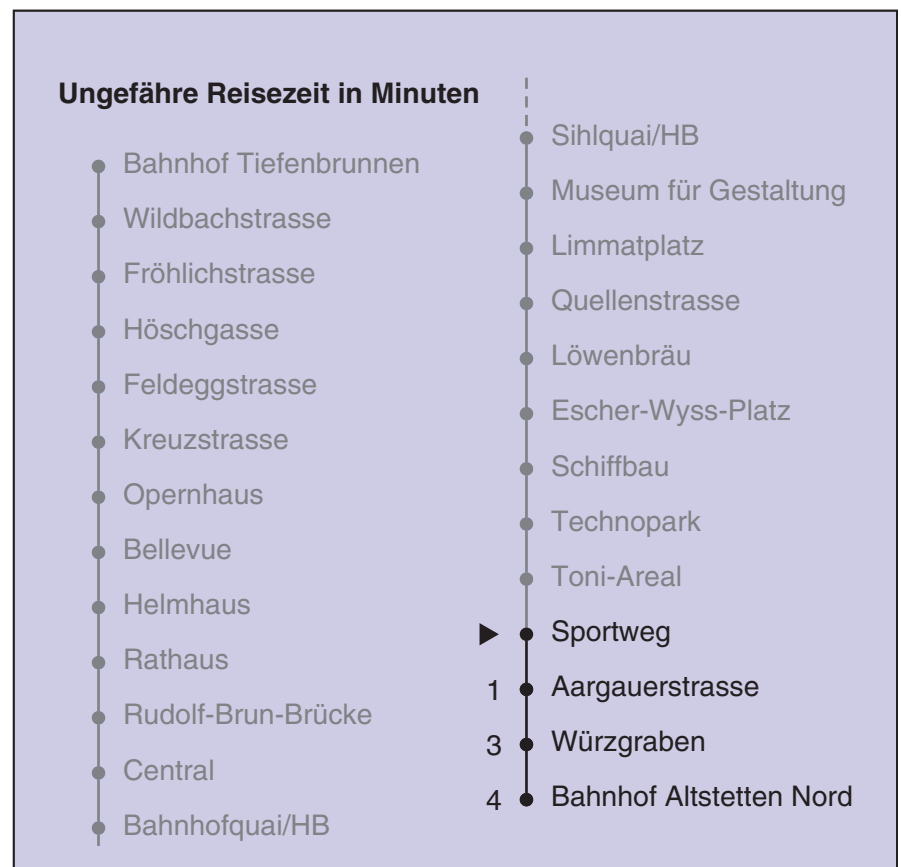 Ungefähre Reisezeit in Minuten
Bahnhof Tiefenbrunnen
Wildbachstrasse
Fröhlichstrasse
Höschgasse
Feldeggstrasse
Kreuzstrasse
Opernhaus
Bellevue
Helmhaus
Rathaus
Rudolf-Brun-Brücke
Central
Bahnhofquai/HB
Sihlquai/HB
Museum für Gestaltung
Limmatplatz
Quellenstrasse
Löwenbräu
Escher-Wyss-Platz
Schiffbau
Technopark
Toni-Areal
Sportweg
1 Aargauerstrasse
3 Würzgraben
4 Bahnhof Altstetten Nord